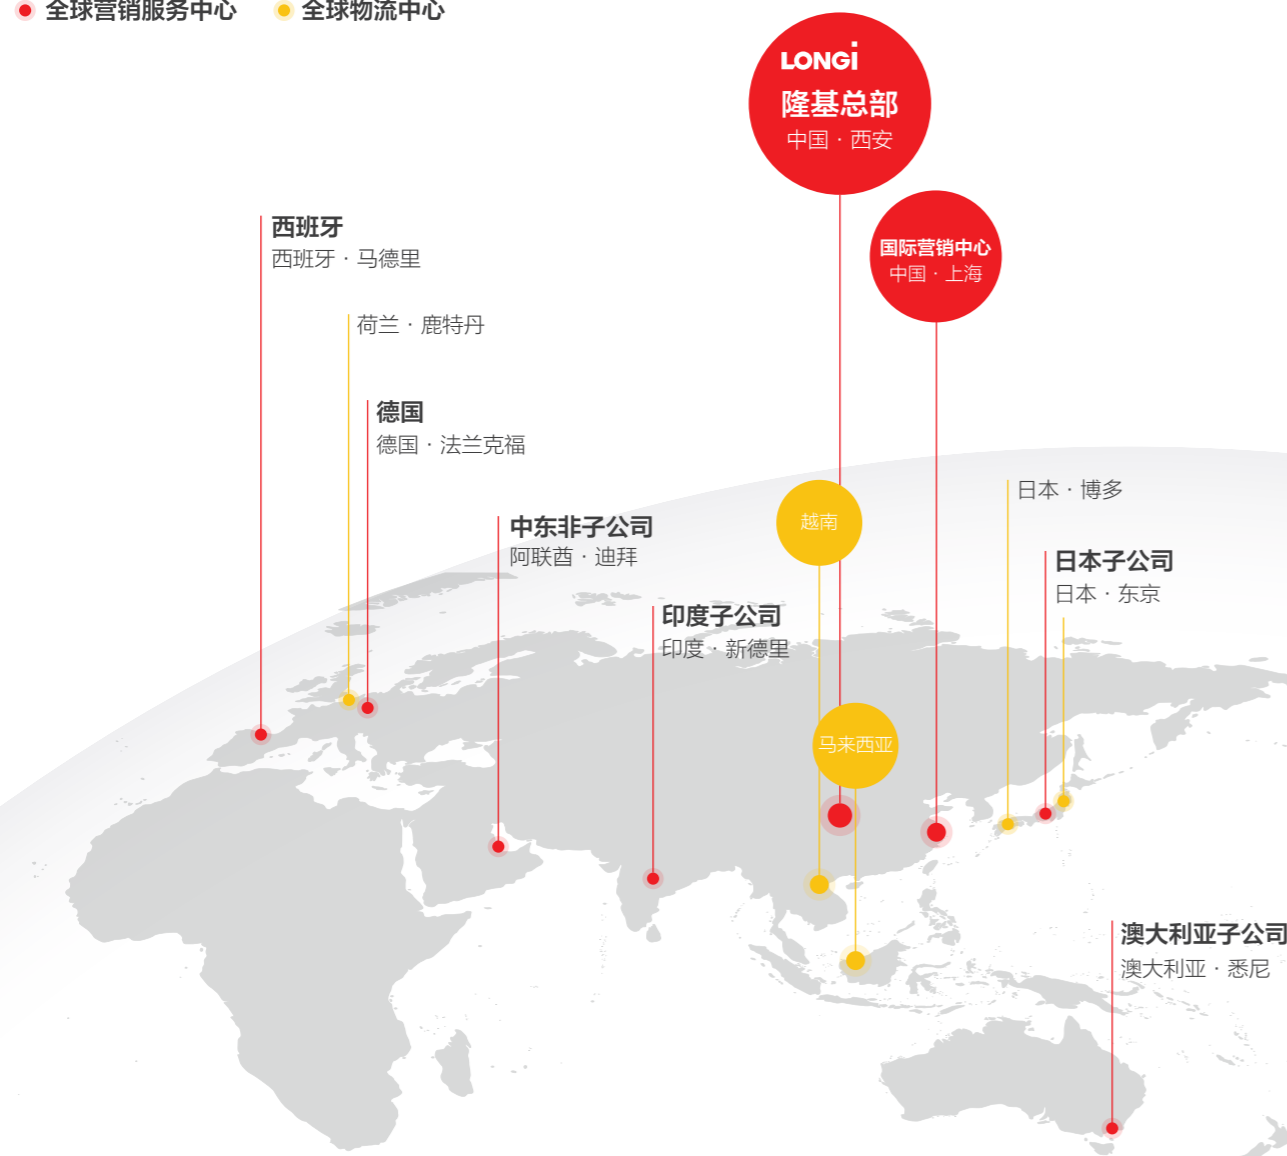 全球营销服务中心
全球物流中心
LONGi
隆基总部
中国 · 西安
国际营销中心
中国 · 上海
西班牙
西班牙 · 马德里
荷兰 · 鹿特丹
德国
德国 · 法兰克福
中东非子公司
阿联酋 · 迪拜
越南
日本 · 博多
日本子公司
日本 · 东京
印度子公司
印度 · 新德里
马来西亚
澳大利亚子公司
澳大利亚 · 悉尼